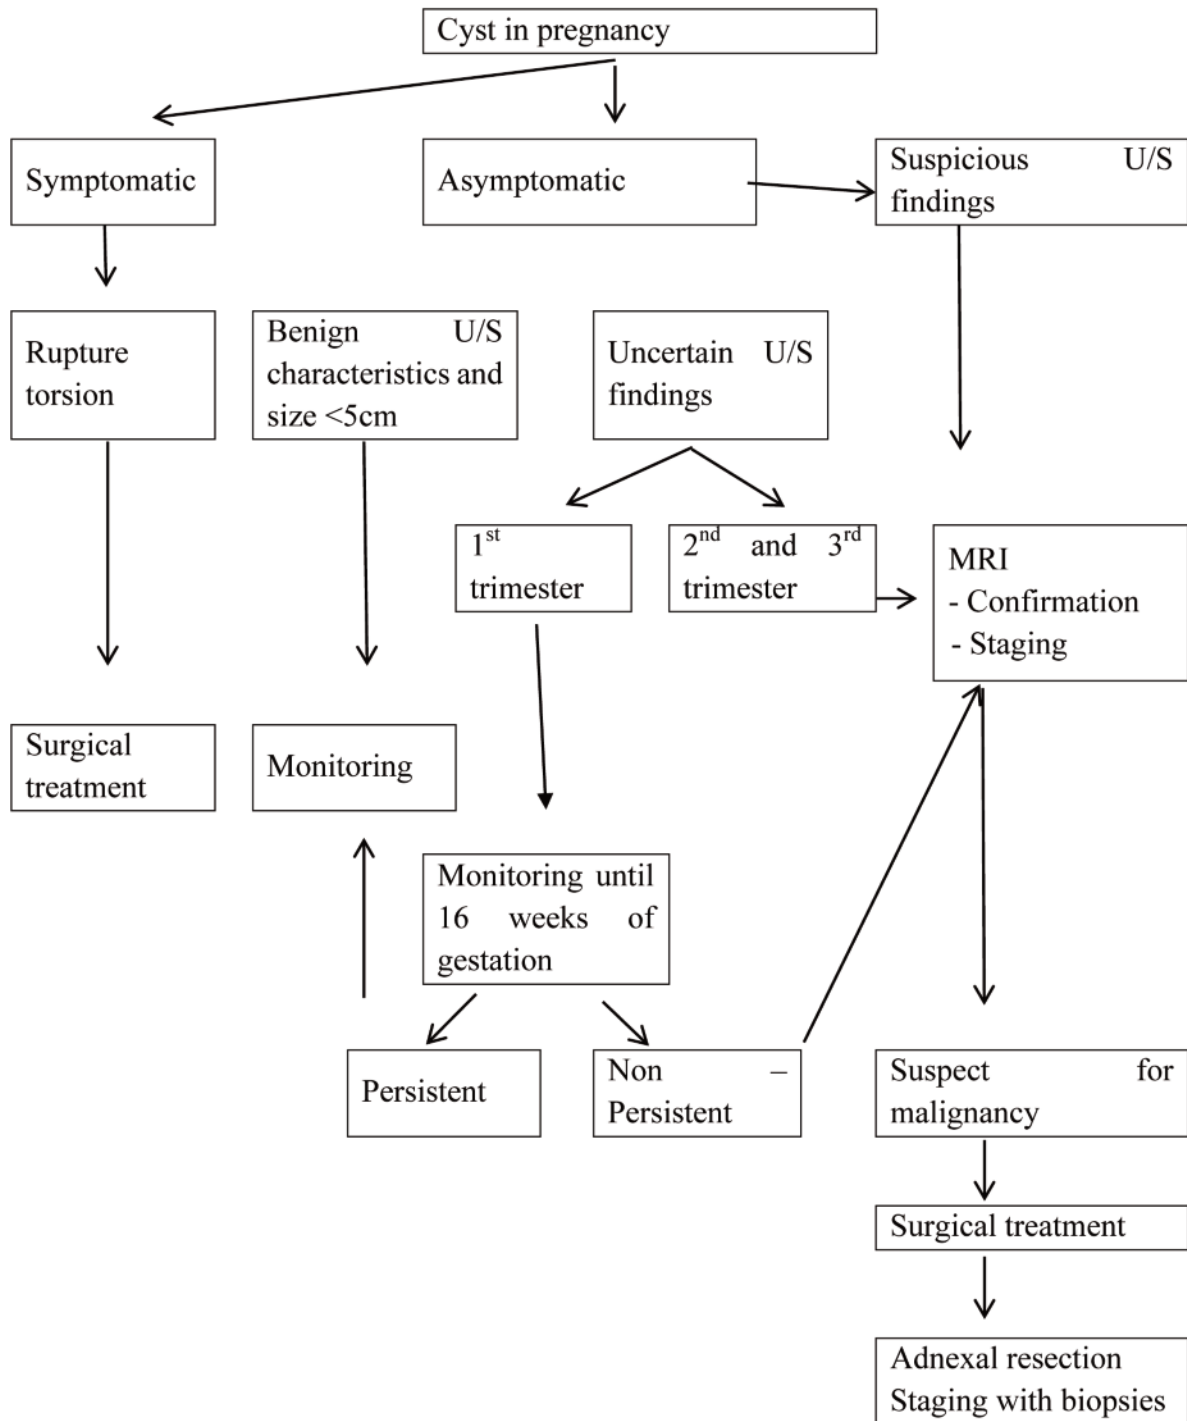 Cyst in pregnancy
Symptomatic
Asymptomatic
Suspicious U/S
findings
Rupture
torsion
Benign U/S
characteristics and
size <5cm
Uncertain U/S
findings
1st
trimester
2nd and 3rd
trimester
MRI
- Confirmation
- Staging
Surgical
treatment
Monitoring
Monitoring until
16 weeks of
gestation
Persistent
Non –
Persistent
Suspect for
malignancy
Surgical treatment
Adnexal resection
Staging with biopsies